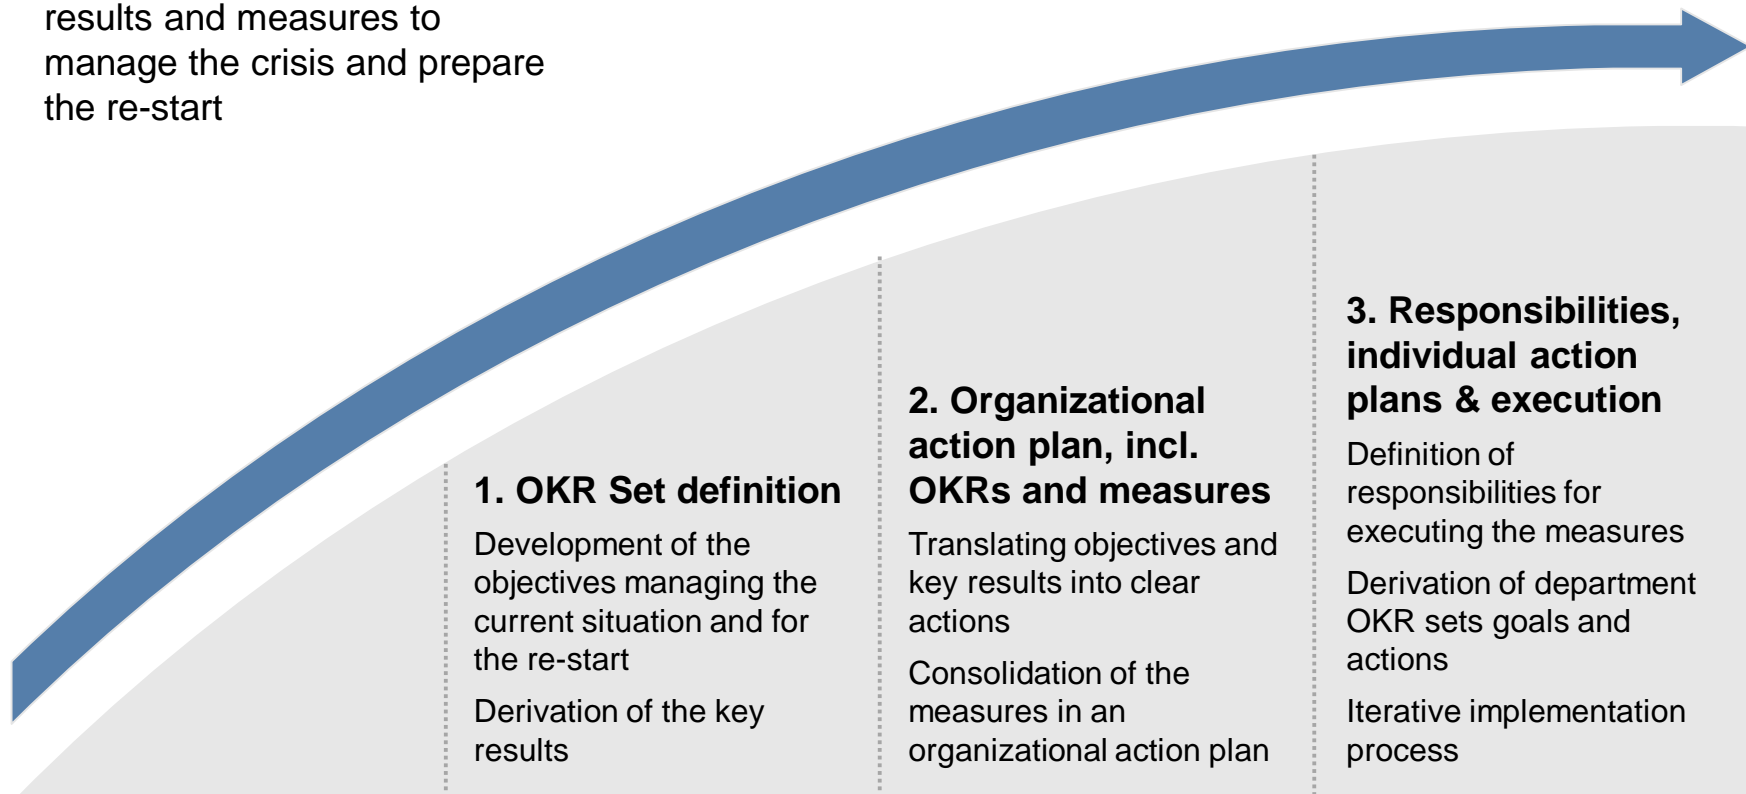 results and measures to
manage the crisis and prepare
the re-start
1. OKR Set definition
Development of the
objectives managing the
current situation and for
the re-start
Derivation of the key
results
2. Organizational
action plan, incl.
OKRs and measures
Translating objectives and
key results into clear
actions
Consolidation of the
measures in an
organizational action plan
3. Responsibilities,
individual action
plans & execution
Definition of
responsibilities for
executing the measures
Derivation of department
OKR sets goals and
actions
Iterative implementation
process